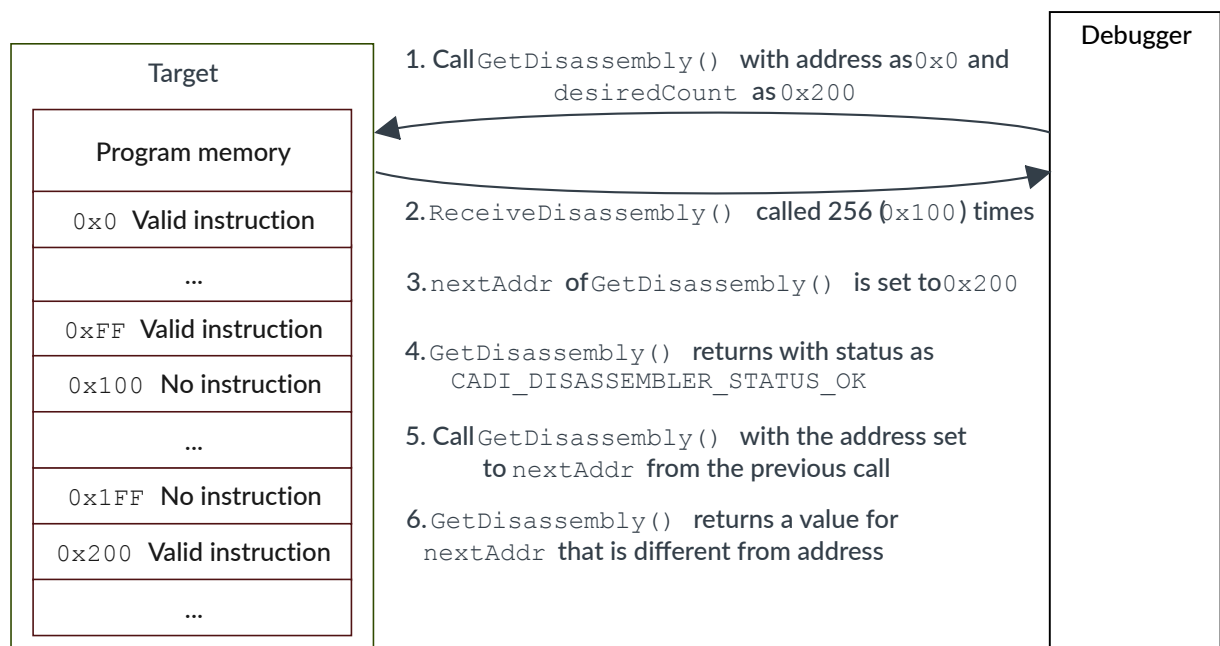 Debugger
Target
Program memory
0x0 Valid instruction
...
0xFF Valid instruction
0x100 No instruction
...
0x1FF No instruction
0x200 Valid instruction
...
1. Call GetDisassembly() with address as 0x0 and
desiredCount as 0x200
2. ReceiveDisassembly() called 256 (0x100) times
3. nextAddr of GetDisassembly() is set to 0x200
4. GetDisassembly() returns with status as
CADI_DISASSEMBLER_STATUS_OK
5. Call GetDisassembly() with the address set
to nextAddr from the previous call
6. GetDisassembly() returns a value for
nextAddr that is different from address